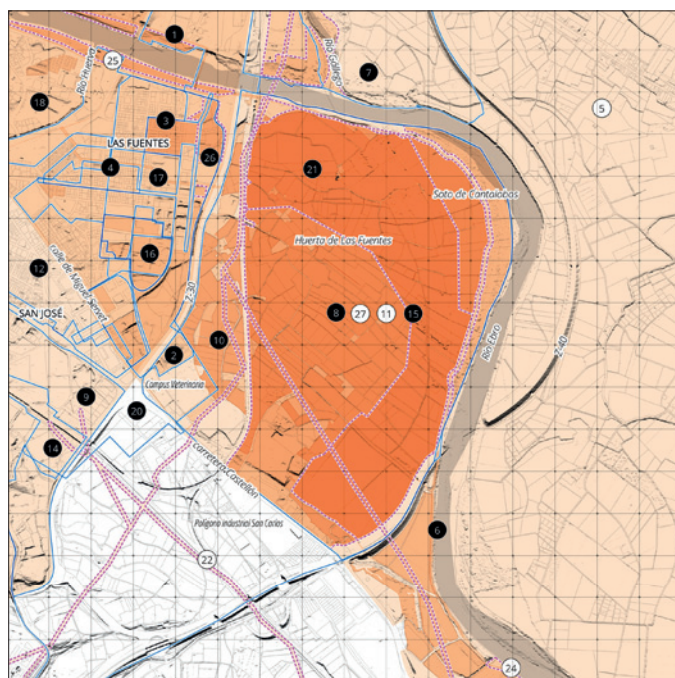 1
25
Río Huerva
Río Gállego
7
18
5
3
LAS FUENTES
26
4
17
21
Soto de Cantalobos
16
Huerta de Las Fuentes
12
calle de Miguel Servet
Z-30
SAN JOSÉ
8
27
11
15
10
2
Río Ebro
Z-40
Campus Veterinaria
9
20
14
carretera Castellón
Polígono industrial San Carlos
6
22
24